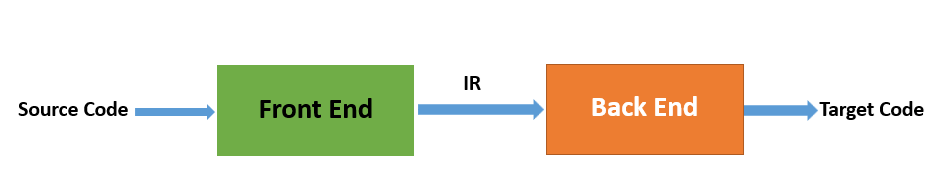 Source Code
Front End
IR
Back End
Target Code